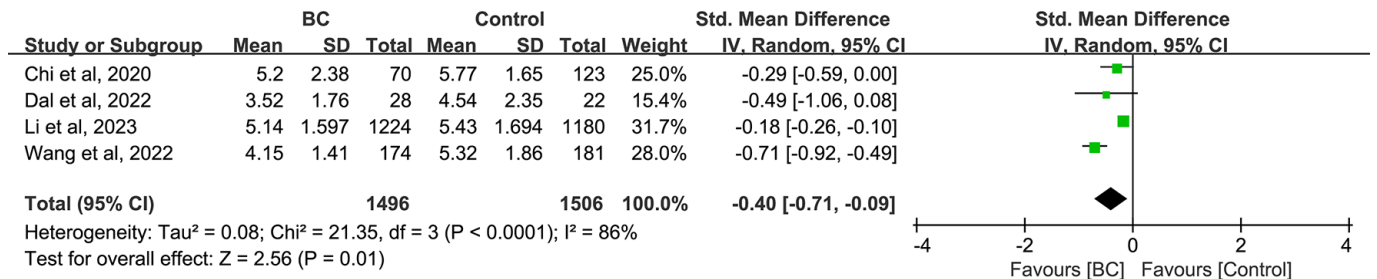 BC Control Std. Mean Difference Std. Mean Difference
Study or Subgroup Mean SD Total Mean SD Total Weight IV, Random, 95% CI IV, Random, 95% CI
Chi et al, 2020 5.2 2.38 70 5.77 1.65 123 25.0% -0.29 [-0.59, 0.00]
Dal et al, 2022 3.52 1.76 28 4.54 2.35 22 15.4% -0.49 [-1.06, 0.08]
Li et al, 2023 5.14 1.597 1224 5.43 1.694 1180 31.7% -0.18 [-0.26, -0.10]
Wang et al, 2022 4.15 1.41 174 5.32 1.86 181 28.0% -0.71 [-0.92, -0.49]
Total (95% CI) 1496 1506 100.0% -0.40 [-0.71, -0.09]
Heterogeneity: Tau² = 0.08; Chi² = 21.35, df = 3 (P < 0.0001); I² = 86%
Test for overall effect: Z = 2.56 (P = 0.01)
-4 -2 0 2 4
Favours [BC] Favours [Control]